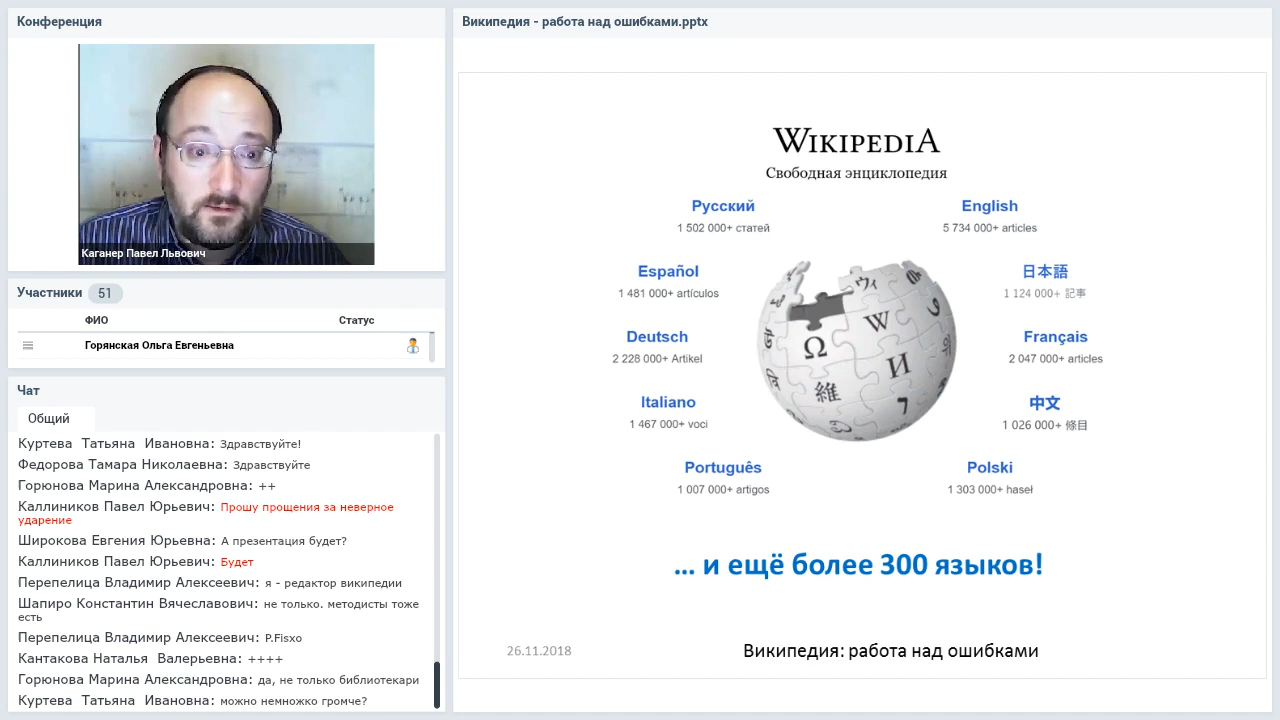 Конференция
Каганер Павел Львович
Участники 51
ФИО Статус
Горянская Ольга Евгеньевна
Чат
Общий
Куртева Татьяна Ивановна: Здравствуйте!
Федорова Тамара Николаевна: Здравствуйте
Горюнова Марина Александровна: ++
Каллиников Павел Юрьевич: Прошу прощения за неверное
ударение
Широкова Евгения Юрьевна: А презентация будет?
Каллиников Павел Юрьевич: Будет
Перепелица Владимир Алексеевич: я - редактор википедии
Шапиро Константин Вячеславович: не только. методисты тоже
есть
Перепелица Владимир Алексеевич: P.Fisxo
Кантакова Наталья Валерьевна: ++++
Горюнова Марина Александровна: да, не только библиотекари
Куртева Татьяна Ивановна: можно немножко громче?
Википедия - работа над ошибками.pptx
WIKIPEDIA
Свободная энциклопедия
Русский
1 502 000+ статей
English
5 734 000+ articles
Español
1 481 000+ artículos
日本語
1 124 000+ 記事
Deutsch
2 228 000+ Artikel
Français
2 047 000+ articles
Italiano
1 467 000+ voci
中文
1 026 000+ 條目
Português
1 007 000+ artigos
Polski
1 303 000+ haseł
Ω
W
И
維
ウィ
7
... и ещё более 300 языков!
26.11.2018
Википедия: работа над ошибками